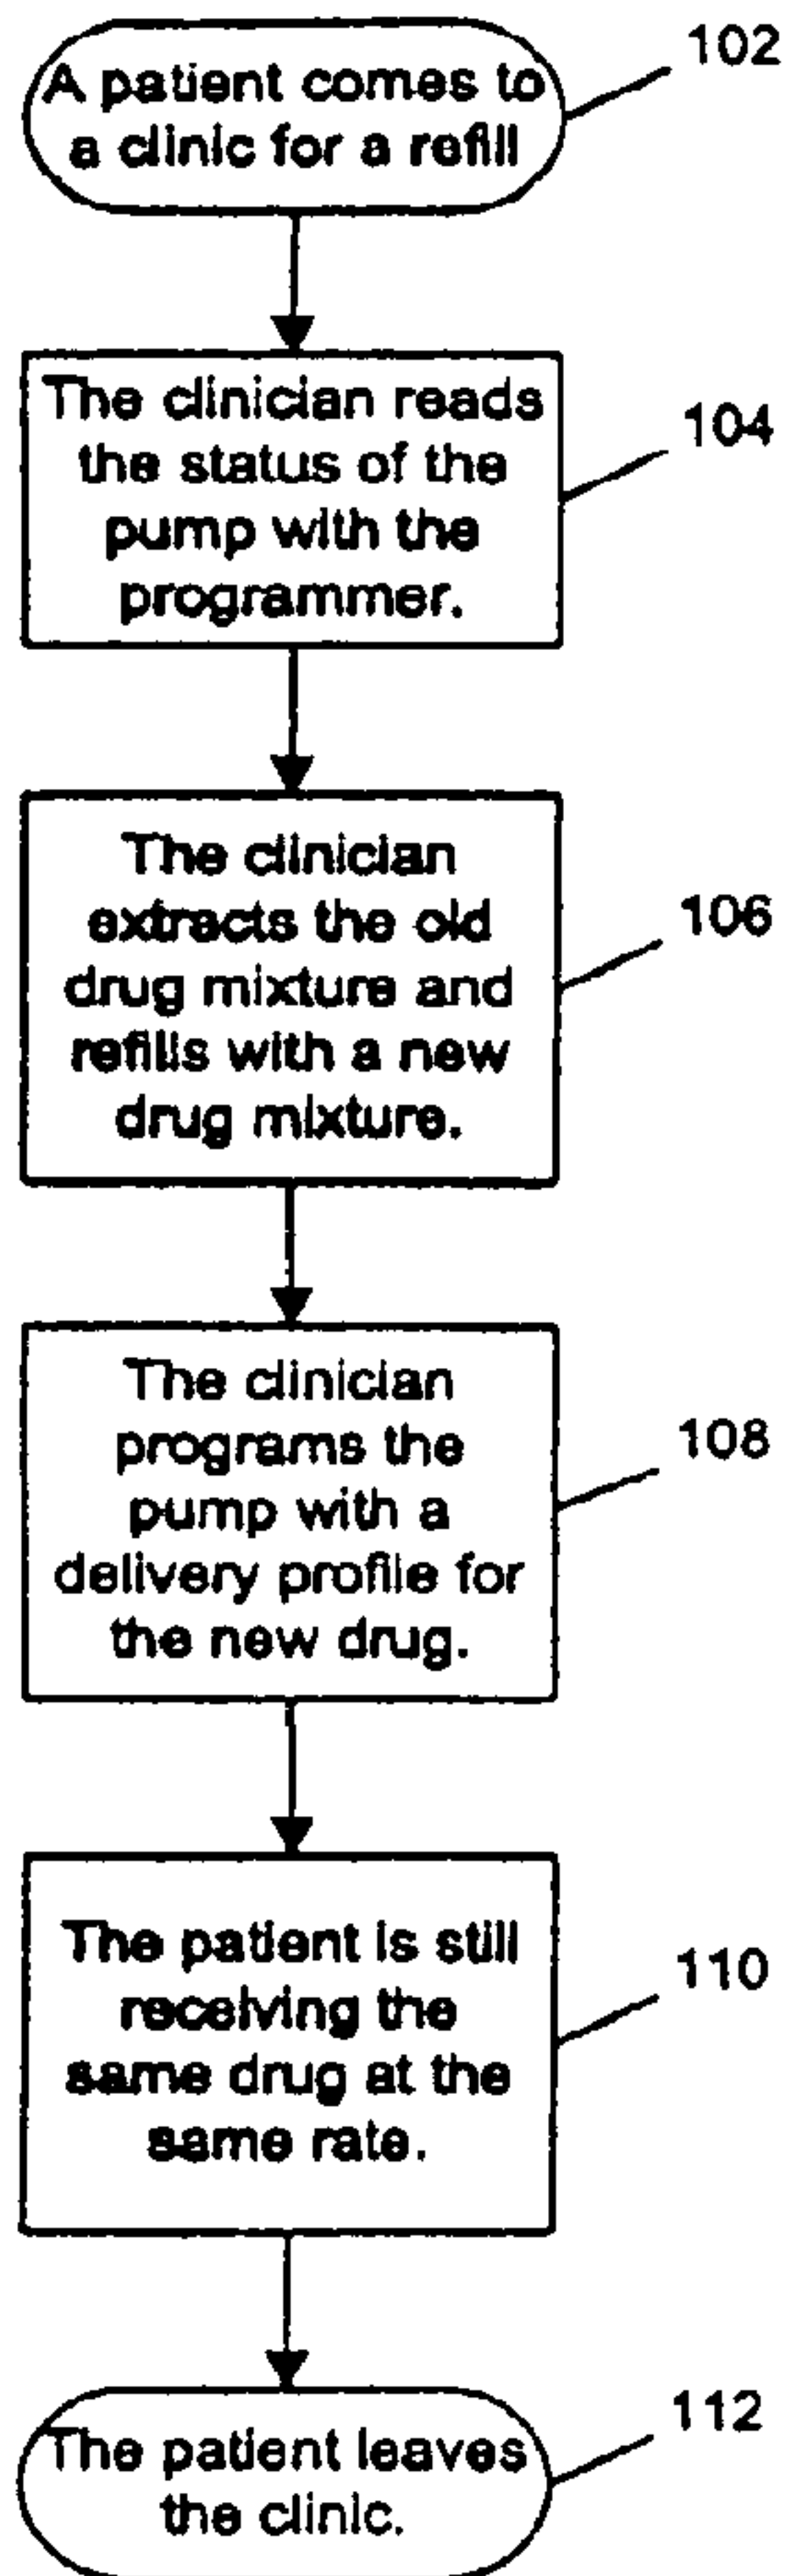 A patient comes to
a clinic for a refill
102
The clinician reads
the status of the
pump with the
programmer.
104
The clinician
extracts the old
drug mixture and
refills with a new
drug mixture.
106
The clinician
programs the
pump with a
delivery profile for
the new drug.
108
The patient is still
receiving the
same drug at the
same rate.
110
The patient leaves
the clinic.
112